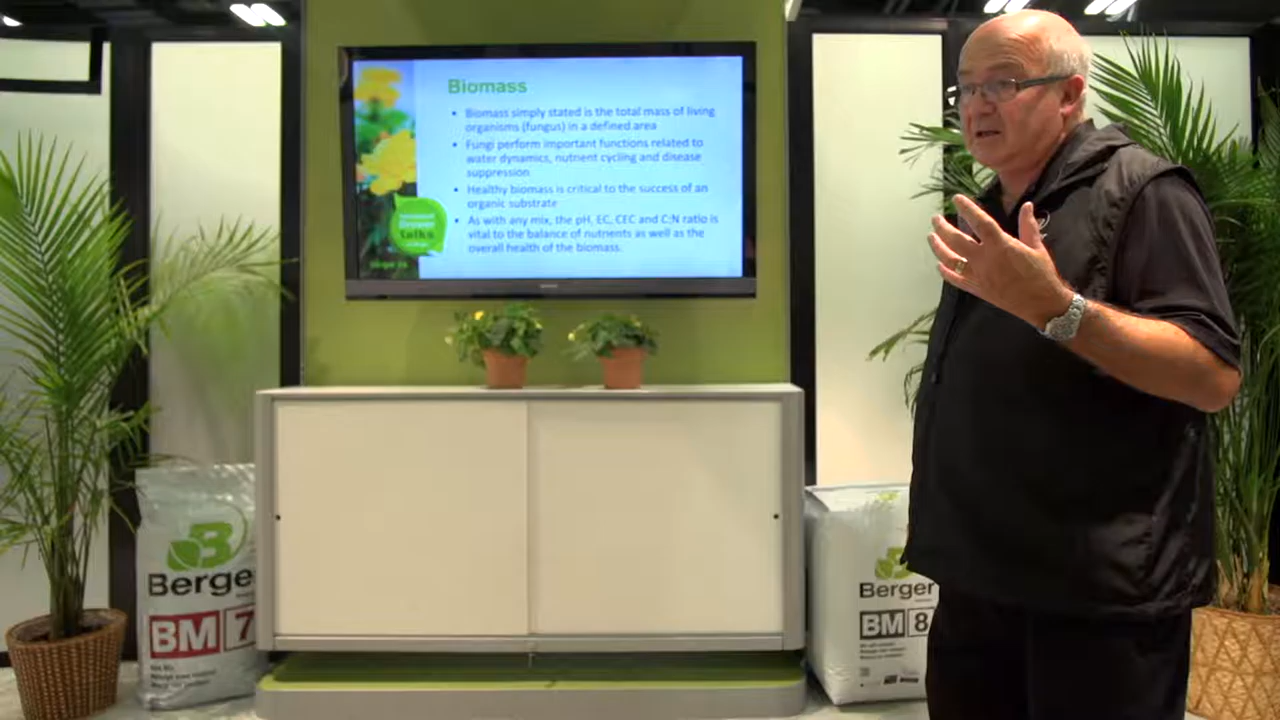 Biomass
• Biomass simply stated is the total mass of living
organisms (fungus) in a defined area
• Fungi perform important functions related to
water dynamics, nutrient cycling and disease
suppression
• Healthy biomass is critical to the success of an
organic substrate
• As with any mix, the pH, EC, CEC and C:N ratio is
vital to the balance of nutrients as well as the
overall health of the biomass.
Talks
B
Berger
BM 7
Berger
BM 8